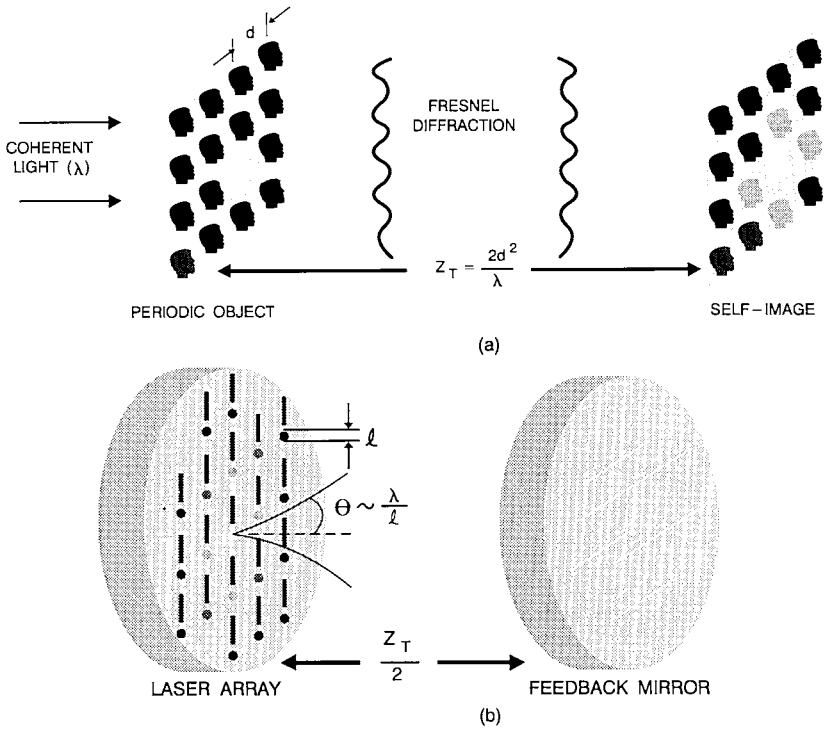 d
COHERENT
LIGHT (λ)
FRESNEL
DIFFRACTION
Z_T = 2d²/λ
PERIODIC OBJECT
SELF-IMAGE
(a)
ℓ
Θ ~ λ/ℓ
Z_T/2
LASER ARRAY
FEEDBACK MIRROR
(b)